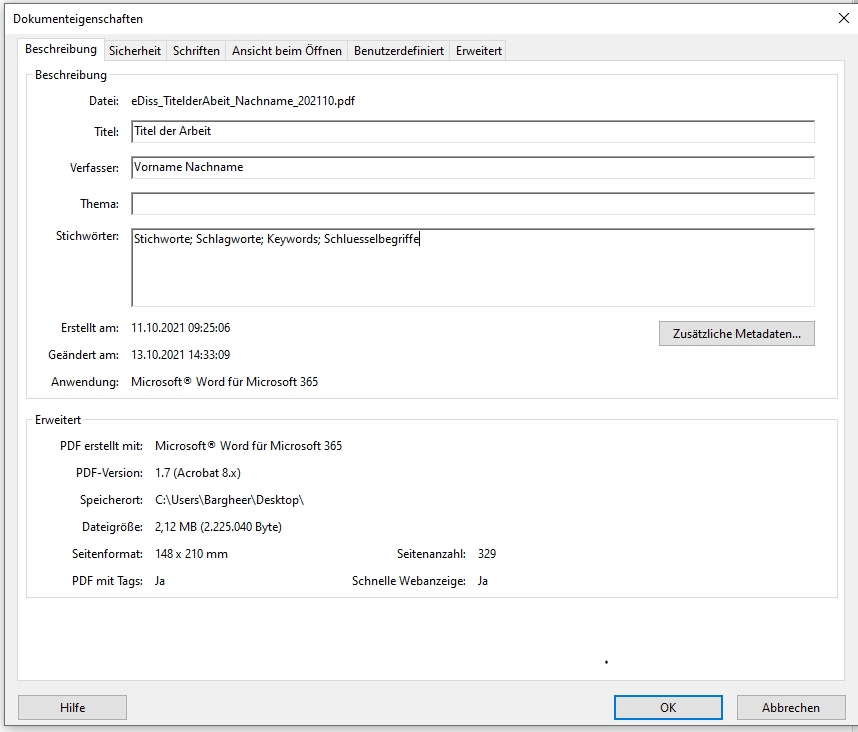 Dokumenteigenschaften
Beschreibung Sicherheit Schriften Ansicht beim Öffnen Benutzerdefiniert Erweitert
Beschreibung
Datei: eDiss_TitelderAbeit_Nachname_202110.pdf
Titel: Titel der Arbeit
Verfasser: Vorname Nachname
Thema:
Stichwörter: Stichworte; Schlagworte; Keywords; Schluesselbegriffe
Erstellt am: 11.10.2021 09:25:06
Zusätzliche Metadaten...
Geändert am: 13.10.2021 14:33:09
Anwendung: Microsoft® Word für Microsoft 365
Erweitert
PDF erstellt mit: Microsoft® Word für Microsoft 365
PDF-Version: 1.7 (Acrobat 8.x)
Speicherort: C:\Users\Bargheer\Desktop\
Dateigröße: 2,12 MB (2.225.040 Byte)
Seitenformat: 148 x 210 mm Seitenanzahl: 329
PDF mit Tags: Ja Schnelle Webanzeige: Ja
Hilfe OK Abbrechen